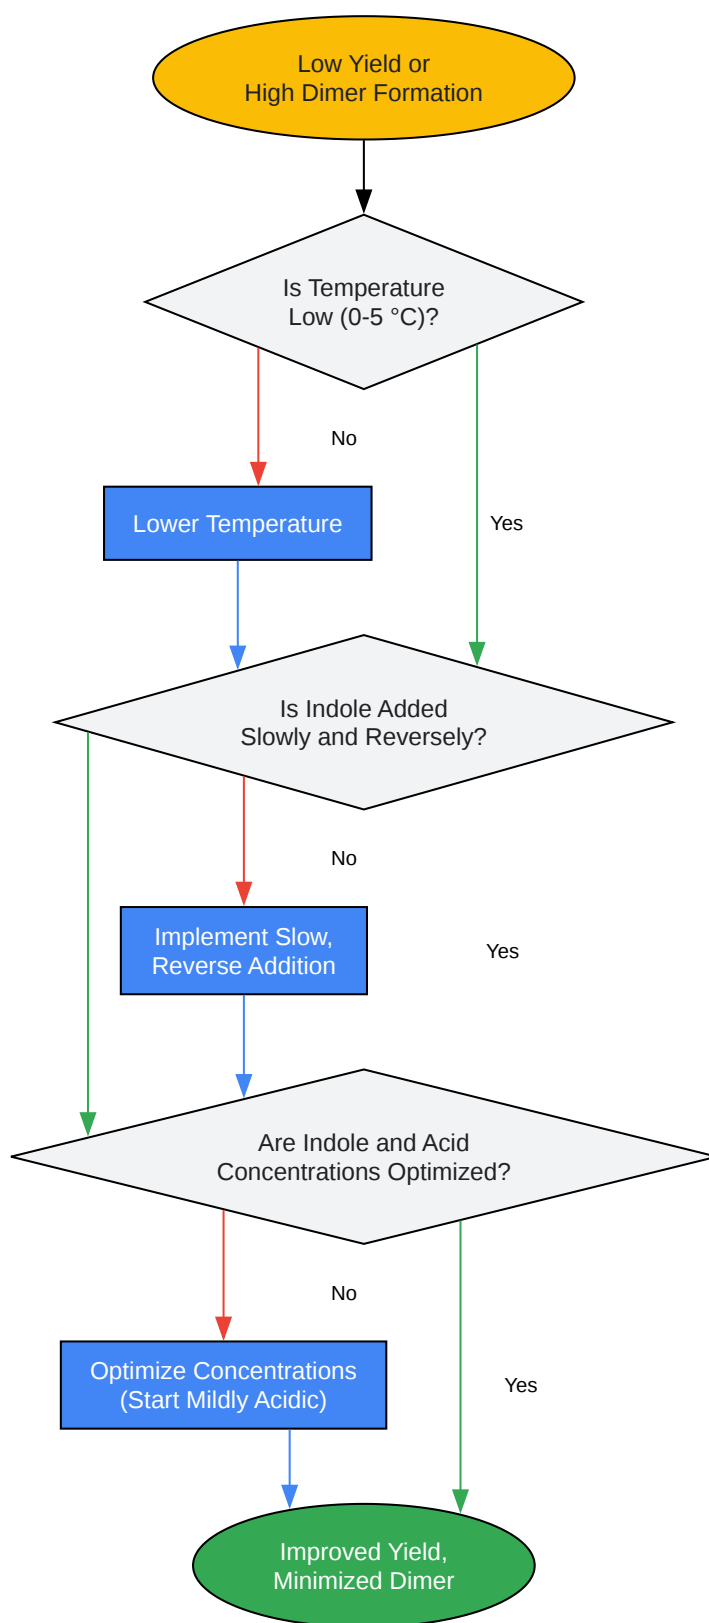 Low Yield or
High Dimer Formation
Is Temperature
Low (0-5 °C)?
No
Lower Temperature
Yes
Is Indole Added
Slowly and Reversely?
No
Implement Slow,
Reverse Addition
Yes
Are Indole and Acid
Concentrations Optimized?
No
Optimize Concentrations
(Start Mildly Acidic)
Yes
Improved Yield,
Minimized Dimer